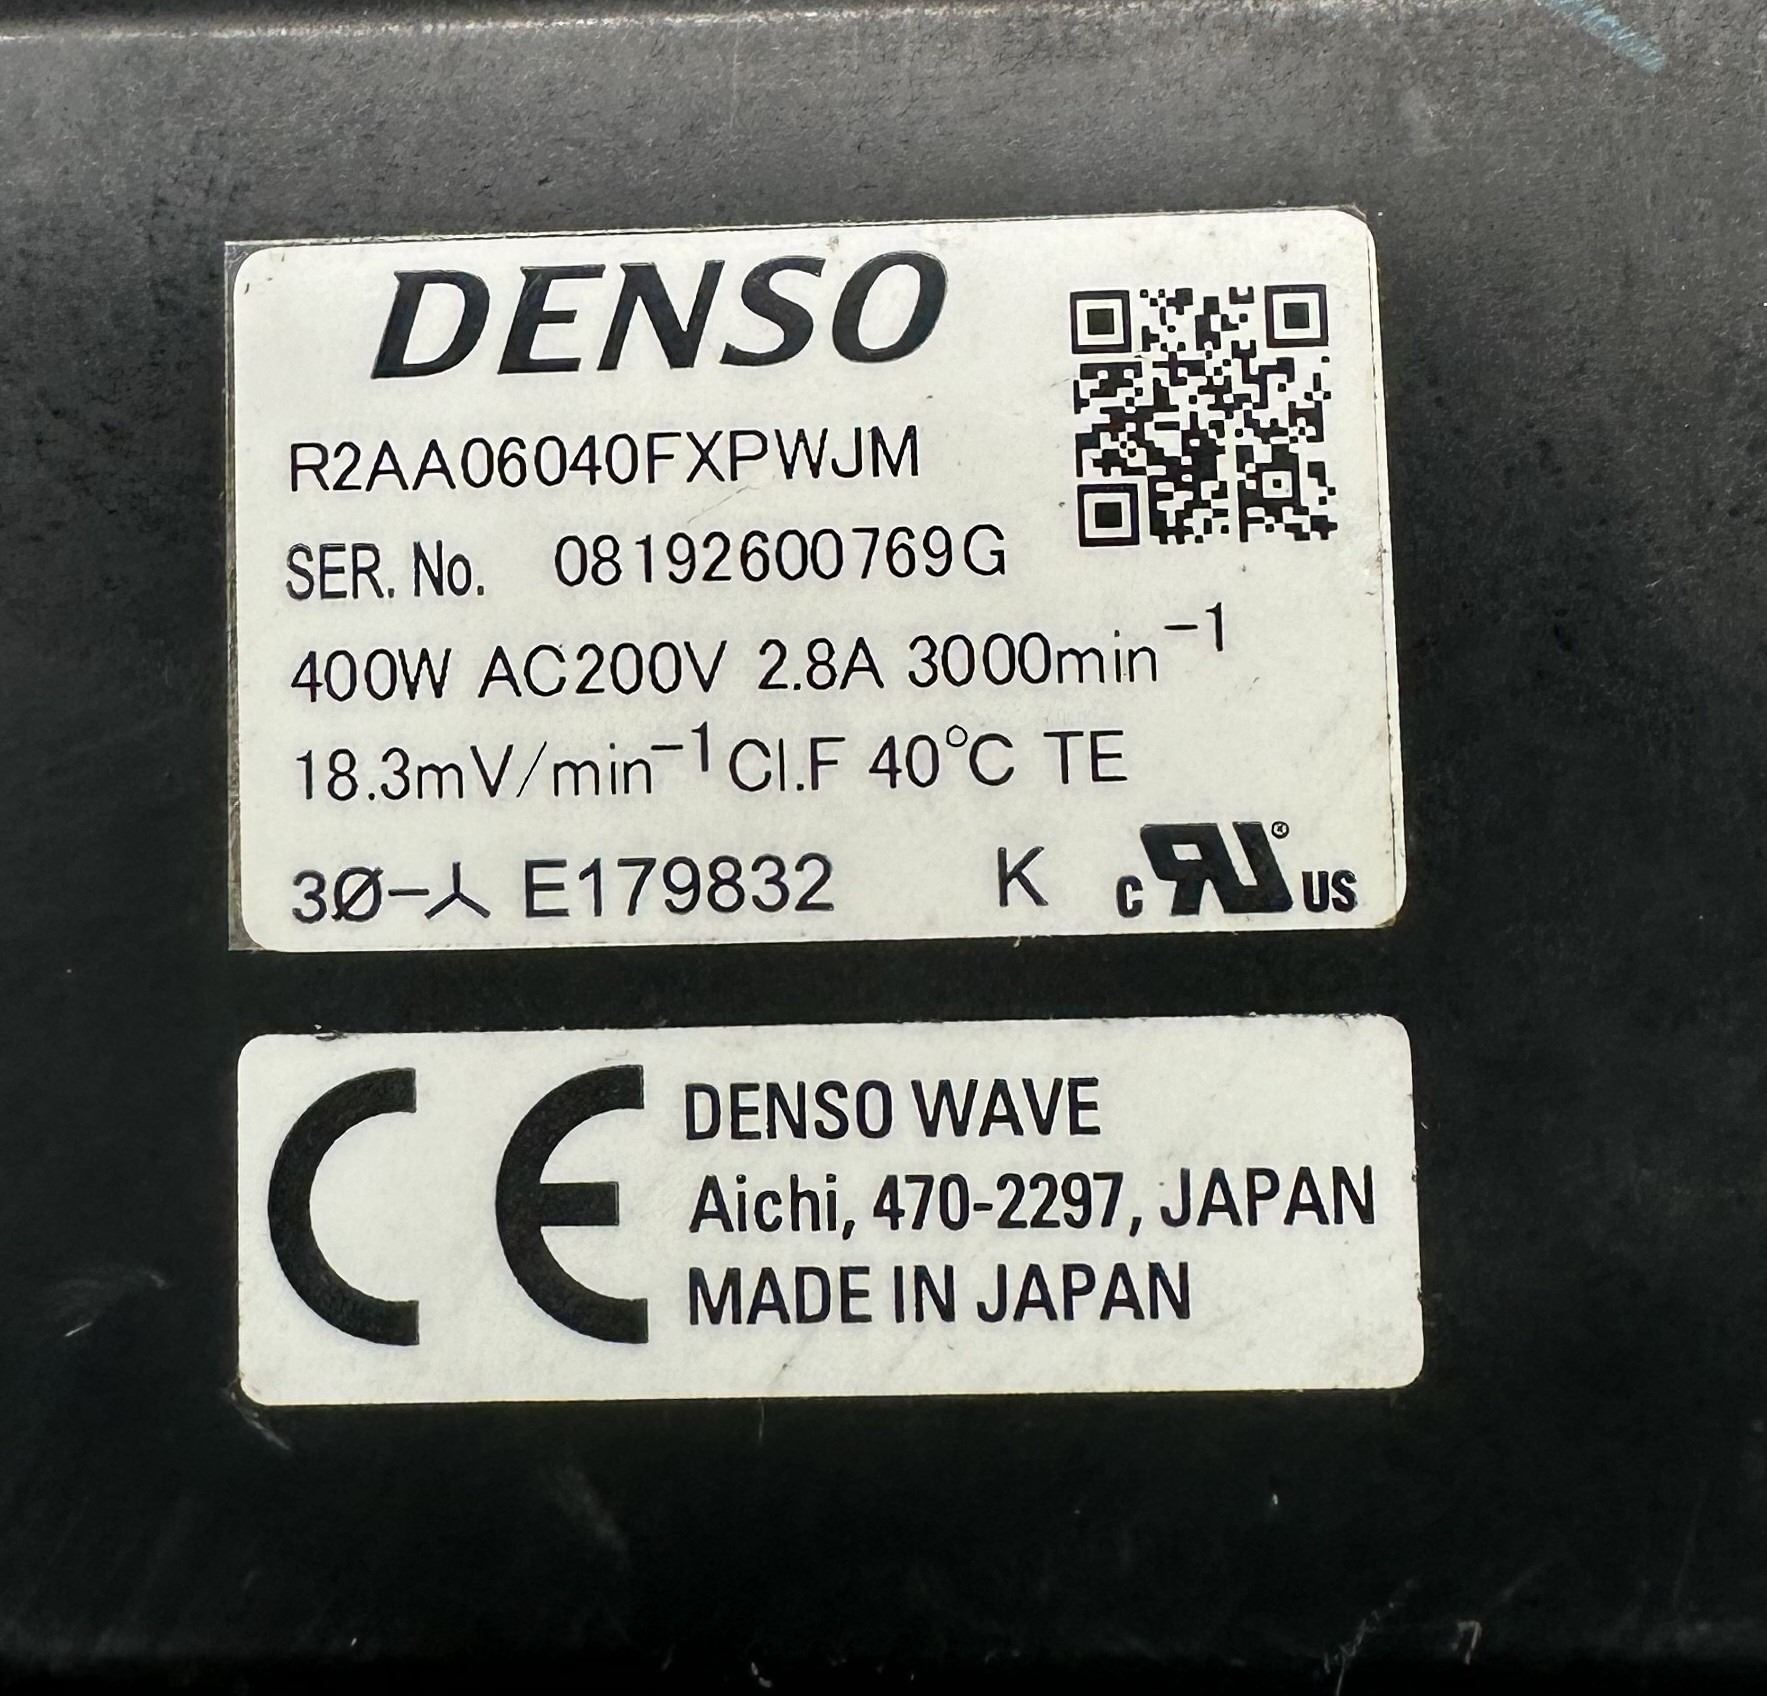 DENSO
R2AA06040FXPWJM
SER. No. 08192600769G
400W AC200V 2.8A 3000min⁻¹
18.3mV/min⁻¹ Cl.F 40°C TE
3Ø-⅄ E179832 K c RU® US
CE
DENSO WAVE
Aichi, 470-2297, JAPAN
MADE IN JAPAN